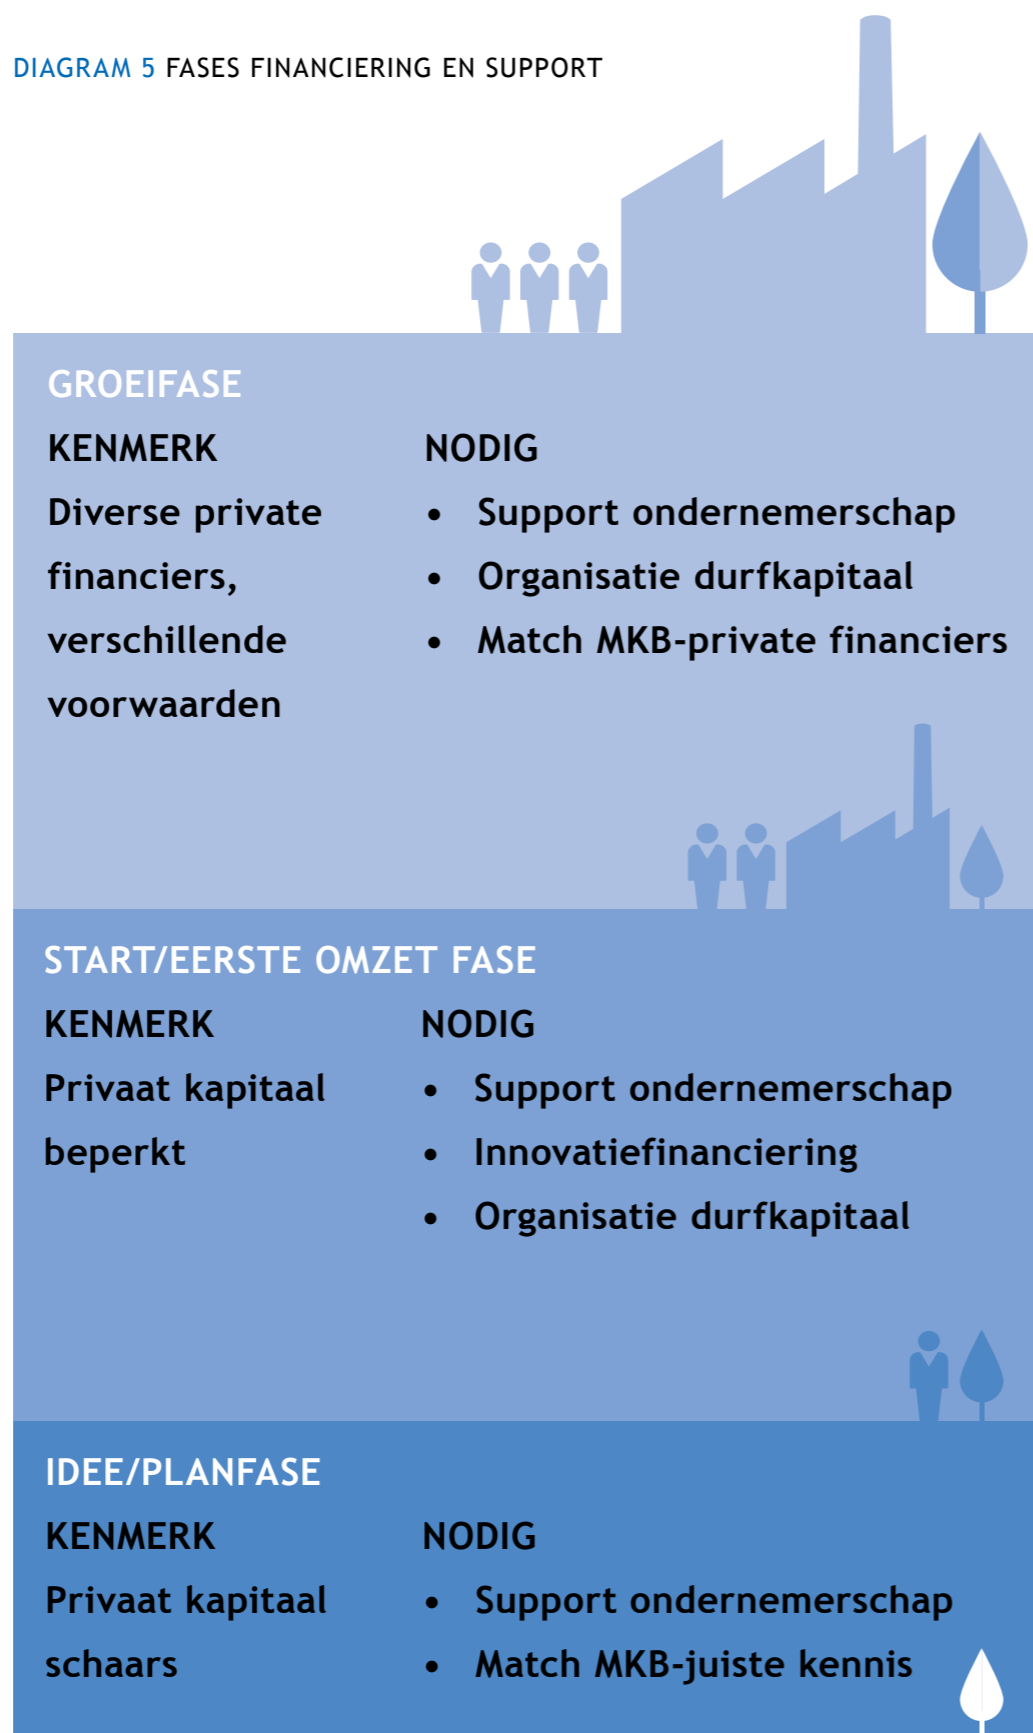 DIAGRAM 5 FASES FINANCIERING EN SUPPORT
GROEIFASE
KENMERK
Diverse private
financiers,
verschillende
voorwaarden
NODIG
• Support ondernemerschap
• Organisatie durfkapitaal
• Match MKB-private financiers
START/EERSTE OMZET FASE
KENMERK
Privaat kapitaal
beperkt
NODIG
• Support ondernemerschap
• Innovatiefinanciering
• Organisatie durfkapitaal
IDEE/PLANFASE
KENMERK
Privaat kapitaal
schaars
NODIG
• Support ondernemerschap
• Match MKB-juiste kennis